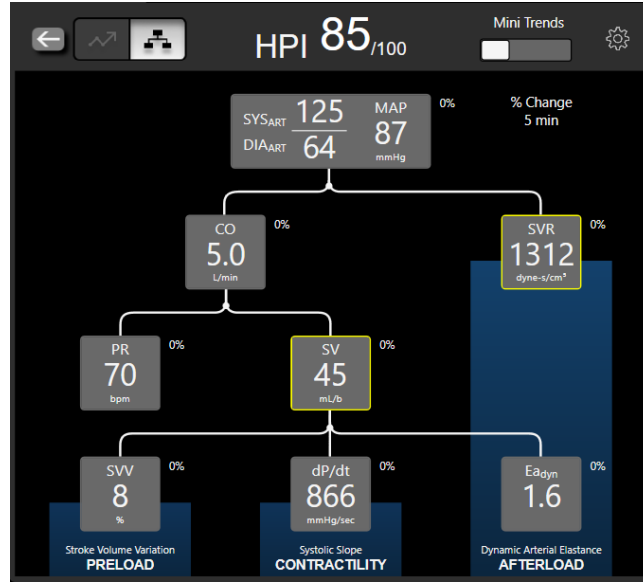 HPI 85/100
Mini Trends
% Change
5 min
SYSART 125
DIAART 64
MAP
87
mmHg
0%
CO
5.0
L/min
0%
SVR
1312
dyne-s/cm⁵
0%
PR
70
bpm
0%
SV
45
mL/b
0%
SVV
8
%
0%
dP/dt
866
mmHg/sec
0%
Eadyn
1.6
0%
Stroke Volume Variation
PRELOAD
Systolic Slope
CONTRACTILITY
Dynamic Arterial Elastance
AFTERLOAD